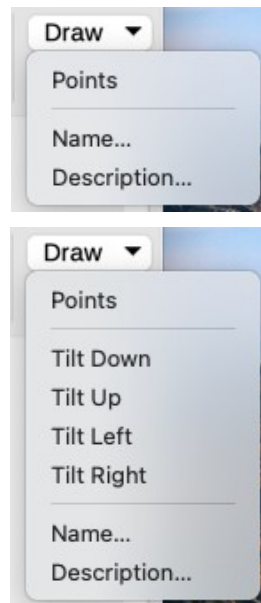 Draw
Points
Name...
Description...
Draw
Points
Tilt Down
Tilt Up
Tilt Left
Tilt Right
Name...
Description...